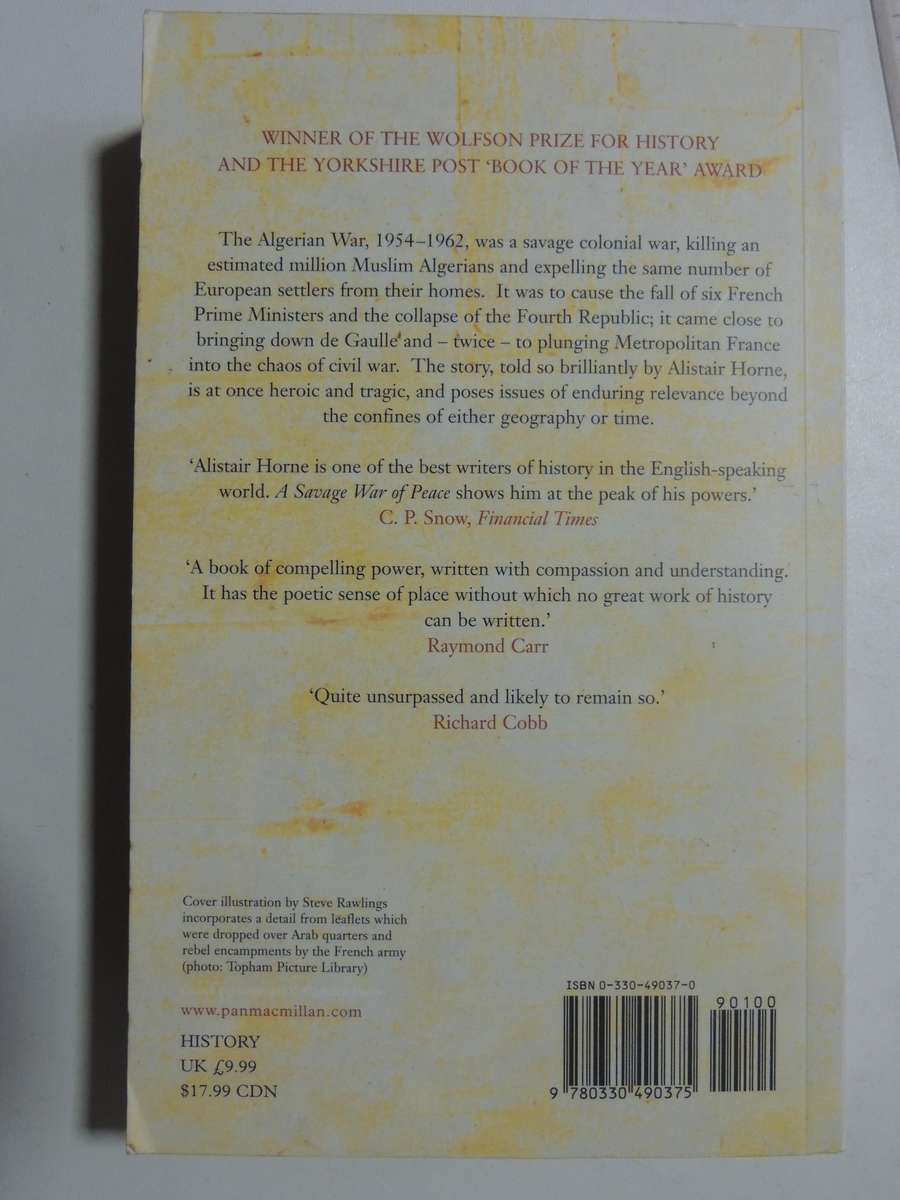 WINNER OF THE WOLFSON PRIZE FOR HISTORY
AND THE YORKSHIRE POST ‘BOOK OF THE YEAR’ AWARD
The Algerian War, 1954–1962, was a savage colonial war, killing an
estimated million Muslim Algerians and expelling the same number of
European settlers from their homes. It was to cause the fall of six French
Prime Ministers and the collapse of the Fourth Republic; it came close to
bringing down de Gaulle and – twice – to plunging Metropolitan France
into the chaos of civil war. The story, told so brilliantly by Alistair Horne,
is at once heroic and tragic, and poses issues of enduring relevance beyond
the confines of either geography or time.
‘Alistair Horne is one of the best writers of history in the English-speaking
world. A Savage War of Peace shows him at the peak of his powers.’
C. P. Snow, Financial Times
‘A book of compelling power, written with compassion and understanding.
It has the poetic sense of place without which no great work of history
can be written.’
Raymond Carr
‘Quite unsurpassed and likely to remain so.’
Richard Cobb
Cover illustration by Steve Rawlings
incorporates a detail from leaflets which
were dropped over Arab quarters and
rebel encampments by the French army
(photo: Topham Picture Library)
www.panmacmillan.com
HISTORY
UK £9.99
$17.99 CDN
ISBN 0-330-49037-0
90100
9 780330 490375